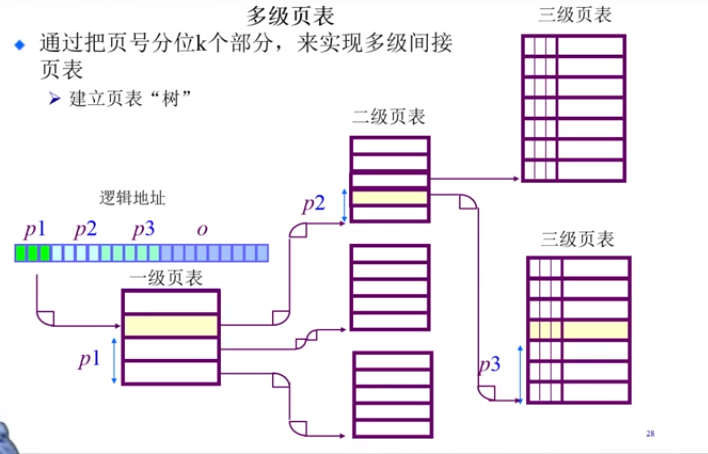 多级页表
三级页表
通过把页号分位k个部分，来实现多级间接
页表
建立页表“树”
二级页表
逻辑地址
p1 p2 p3 o
p2
三级页表
一级页表
p1
p3
28